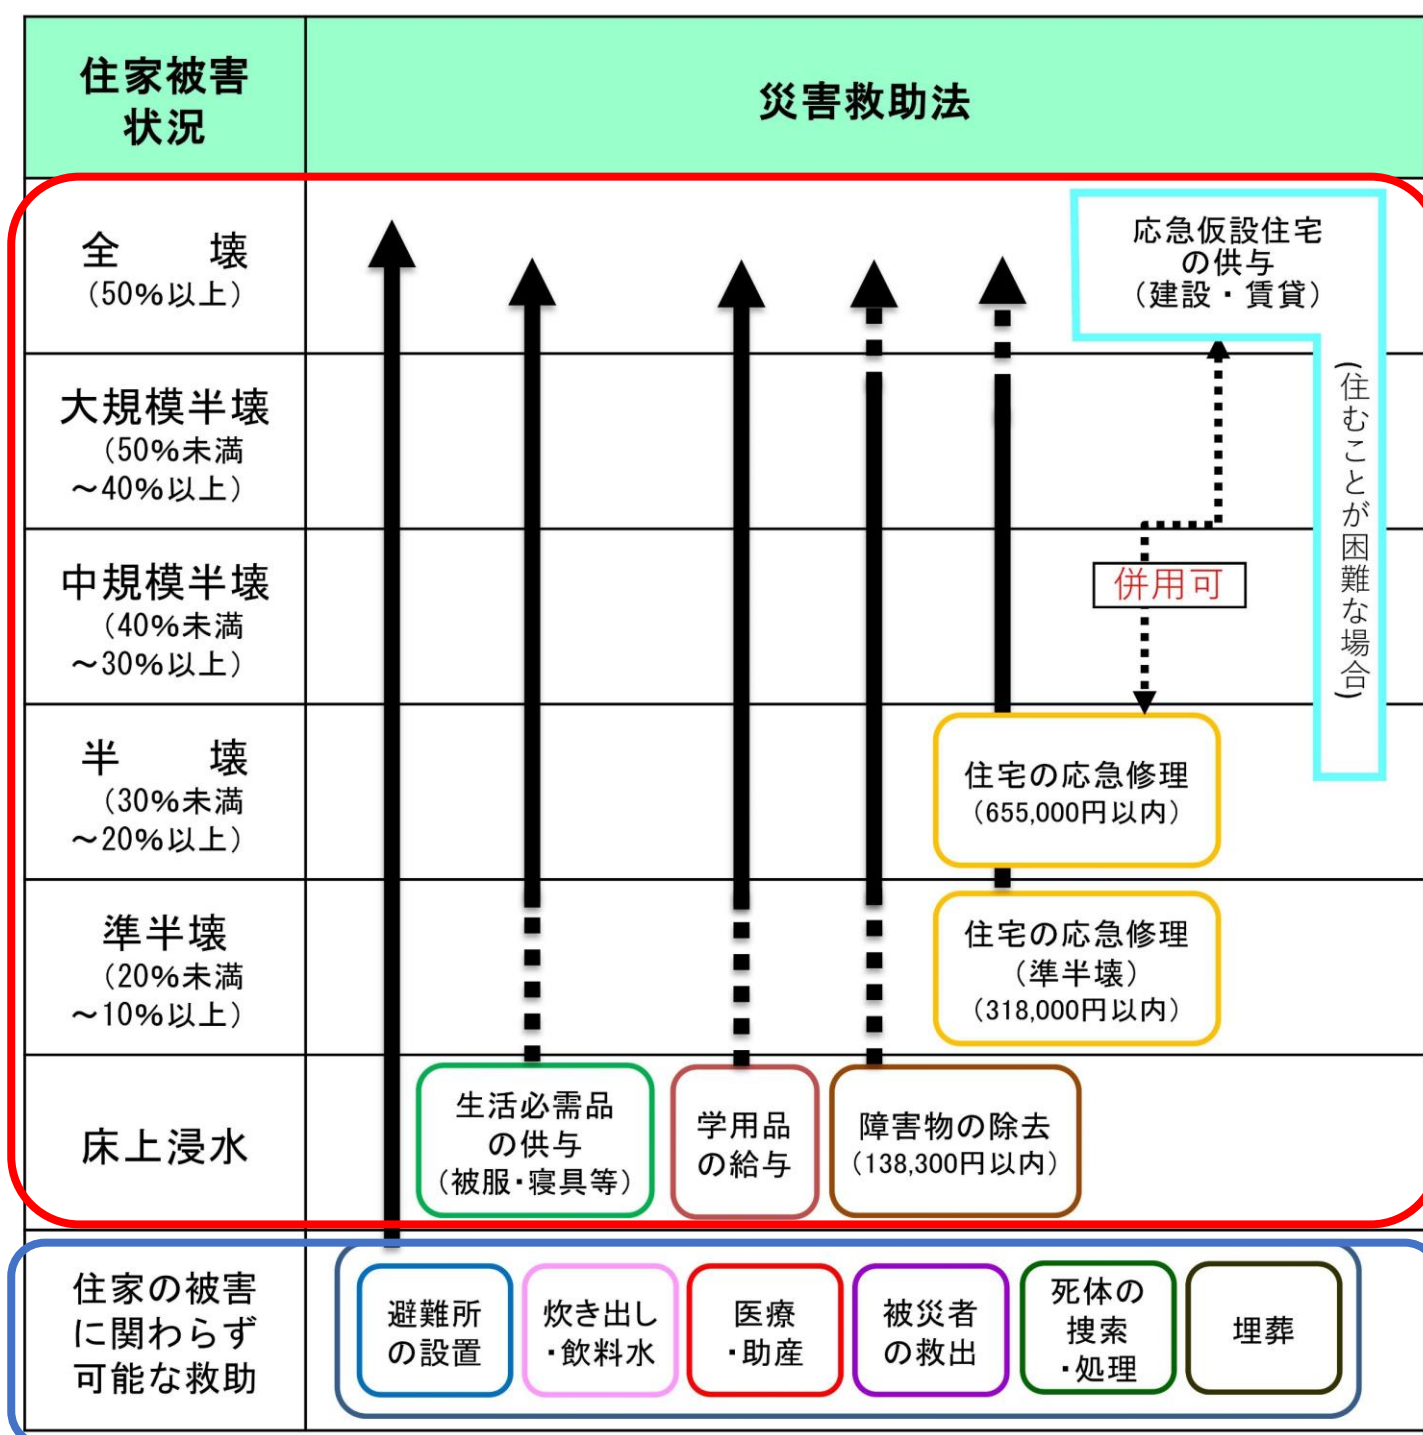 住家被害
状況
災害救助法
全　　壊
（50％以上）
応急仮設住宅
の供与
（建設・賃貸）
（住むことが困難な場合）
大規模半壊
（50％未満
～40％以上）
中規模半壊
（40％未満
～30％以上）
併用可
半　　壊
（30％未満
～20％以上）
住宅の応急修理
（655,000円以内）
準半壊
（20％未満
～10％以上）
住宅の応急修理
（準半壊）
（318,000円以内）
床上浸水
生活必需品
の供与
（被服・寝具等）
学用品
の給与
障害物の除去
（138,300円以内）
住家の被害
に関わらず
可能な救助
避難所
の設置
炊き出し
・飲料水
医療
・助産
被災者
の救出
死体の
捜索
・処理
埋葬